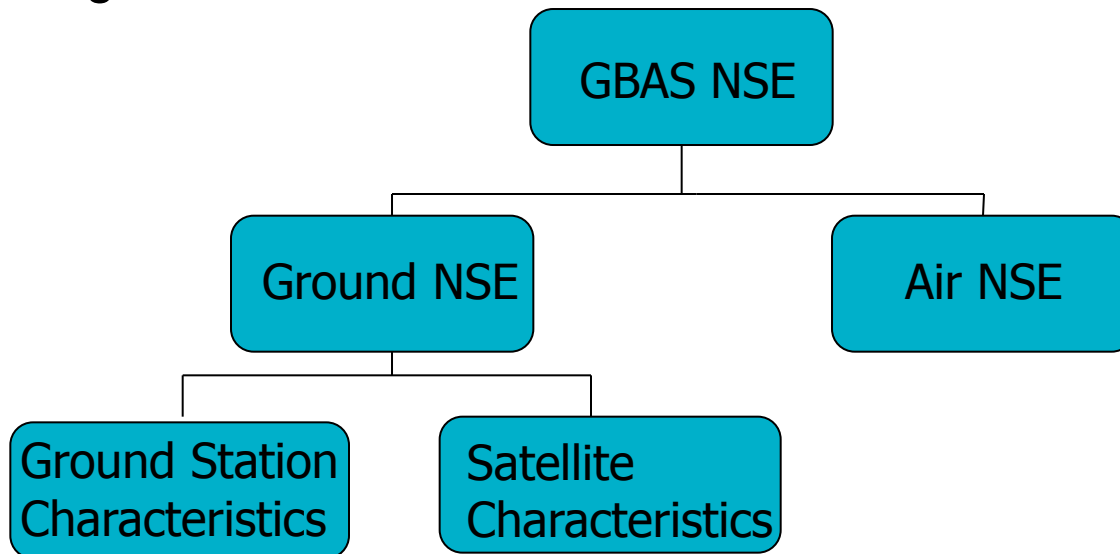 GBAS NSE
Ground NSE
Air NSE
Ground Station
Characteristics
Satellite
Characteristics